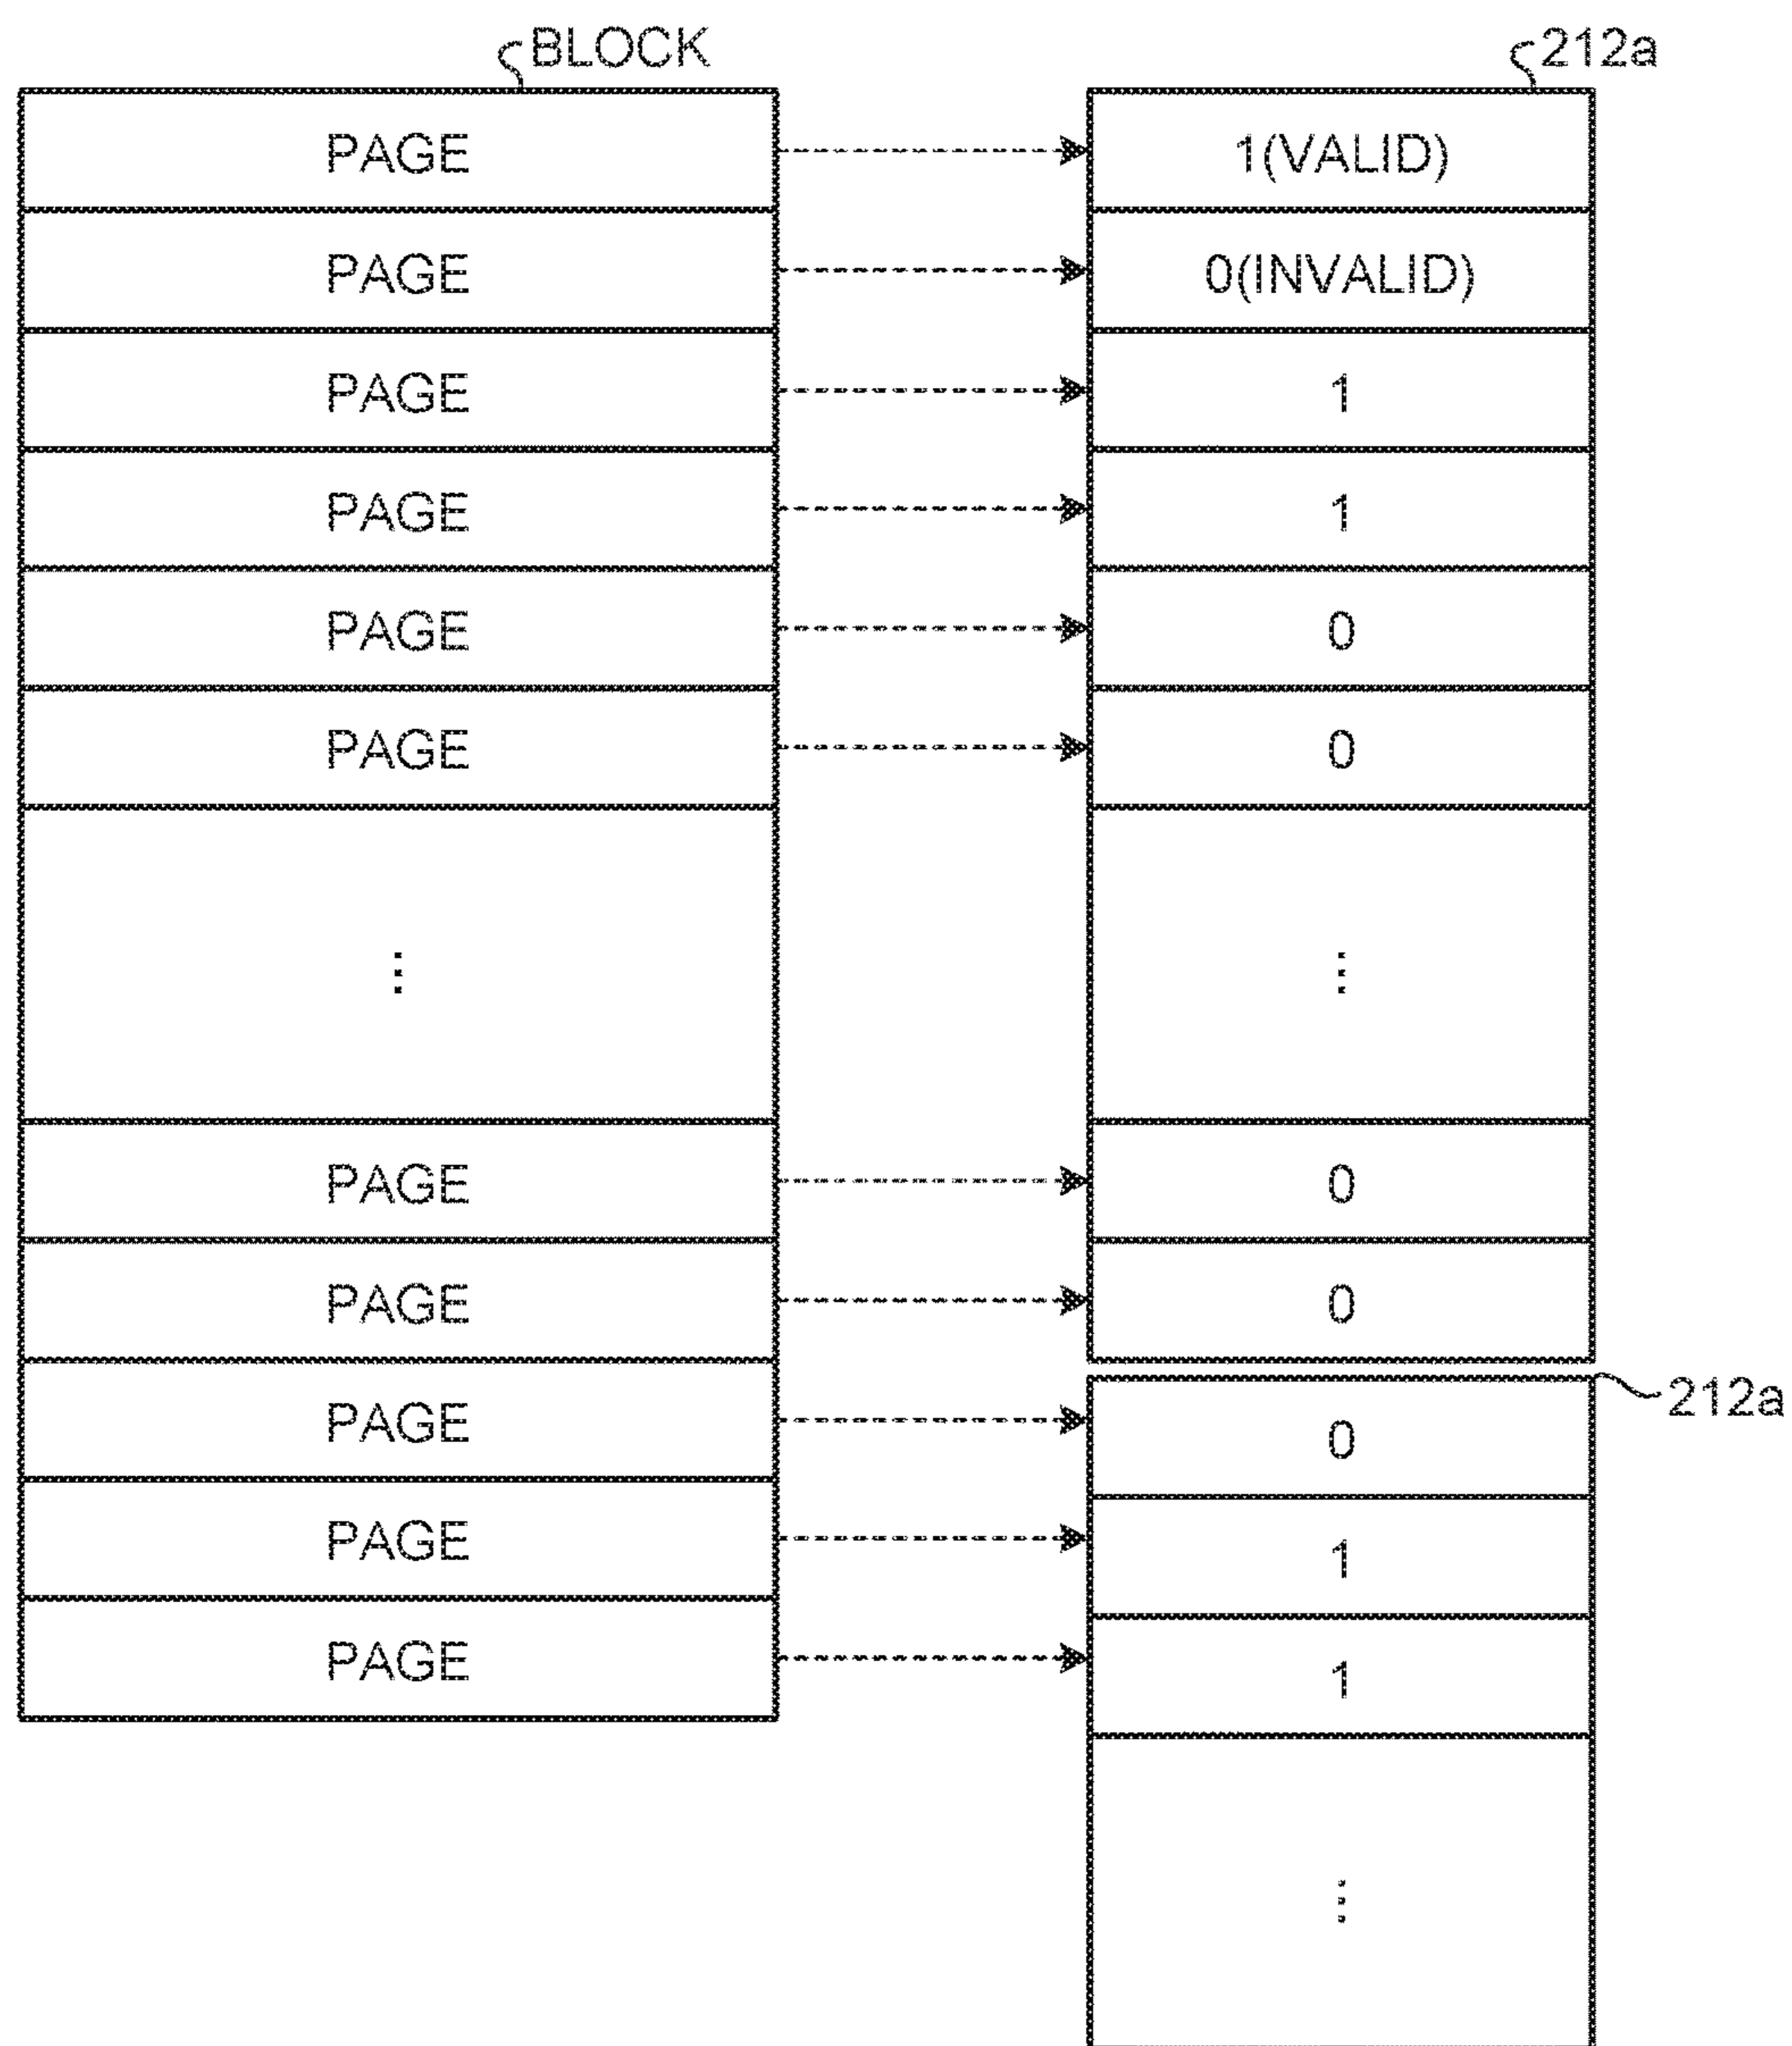 BLOCK 212a
PAGE 1(VALID)
PAGE 0(INVALID)
PAGE 1
PAGE 1
PAGE 0
PAGE 0
⋮ ⋮
PAGE 0
PAGE 0
212a
PAGE 0
PAGE 1
PAGE 1
⋮